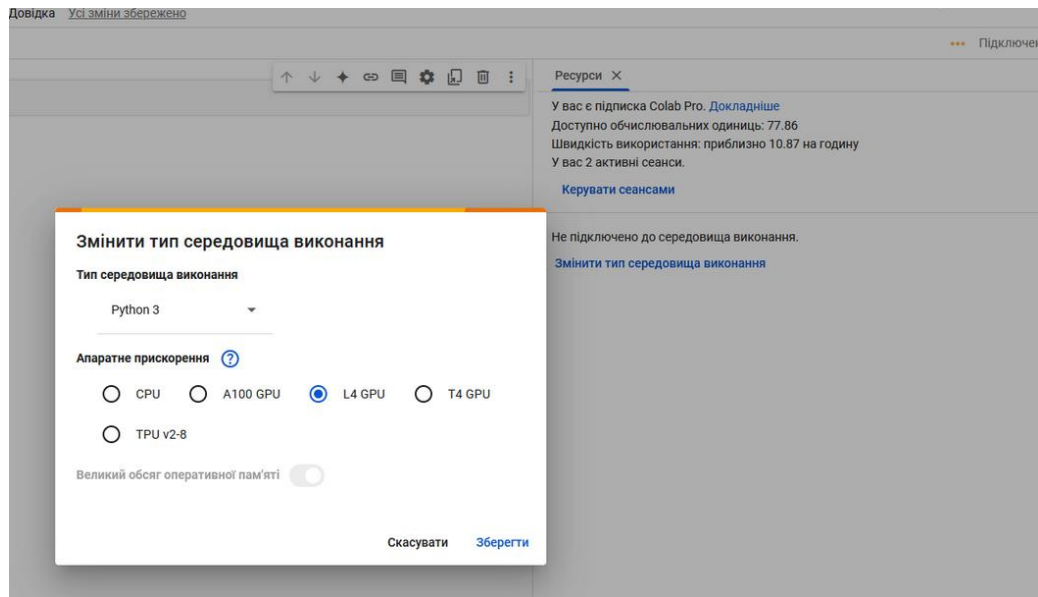 Довідка Усі зміни збережено
Ресурси
У вас є підписка Colab Pro. Докладніше
Доступно обчислювальних одиниць: 77.86
Швидкість використання: приблизно 10.87 на годину
У вас 2 активні сеанси.
Керувати сеансами
Не підключено до середовища виконання.
Змінити тип середовища виконання
Змінити тип середовища виконання
Тип середовища виконання
Python 3
Апаратне прискорення ?
CPU A100 GPU L4 GPU T4 GPU
TPU v2-8
Великий обсяг оперативної пам'яті
Скасувати Зберегти